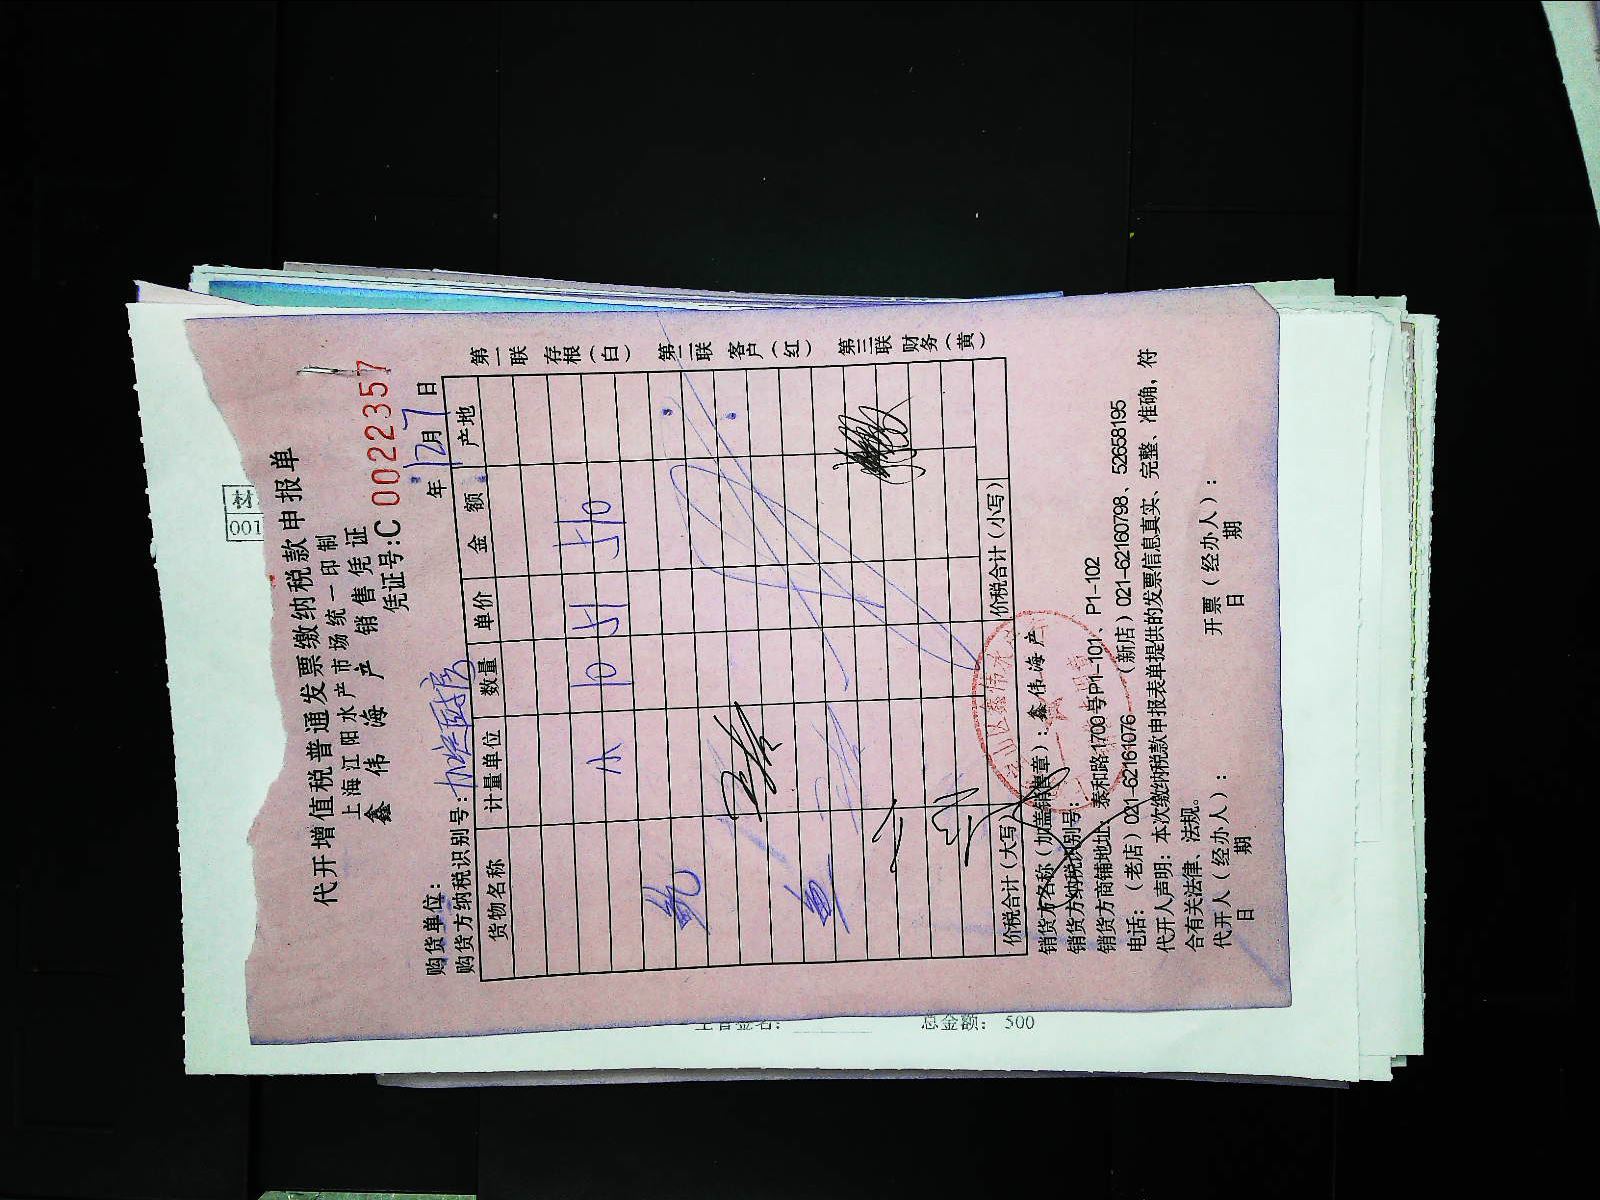 代开增值税普通发票缴纳税款申报单
上海江阳水产市场统一印制
鑫伟海产 销售凭证
凭证号:C 0022357
购货单位： 年 12月 7日
购货方纳税识别号：
货物名称 计量单位 数量 单价 金额 产地
10 51 510
价税合计（大写） 价税合计（小写）
第一联 存根（白） 第二联 客户（红） 第三联 财务（黄）
销货方名称（加盖销售章）：鑫伟海产
销货方纳税识别号：
销货方商铺地址：泰和路1700号P1-101、P1-102
电话：（老店）021-62161076 （新店）021-62160798、52658195
代开人声明：本次缴纳税款申报表单提供的发票信息真实、完整、准确，符
合有关法律、法规。
代开人（经办人）： 开票（经办人）：
日 期 日 期
材
001
总金额： 500